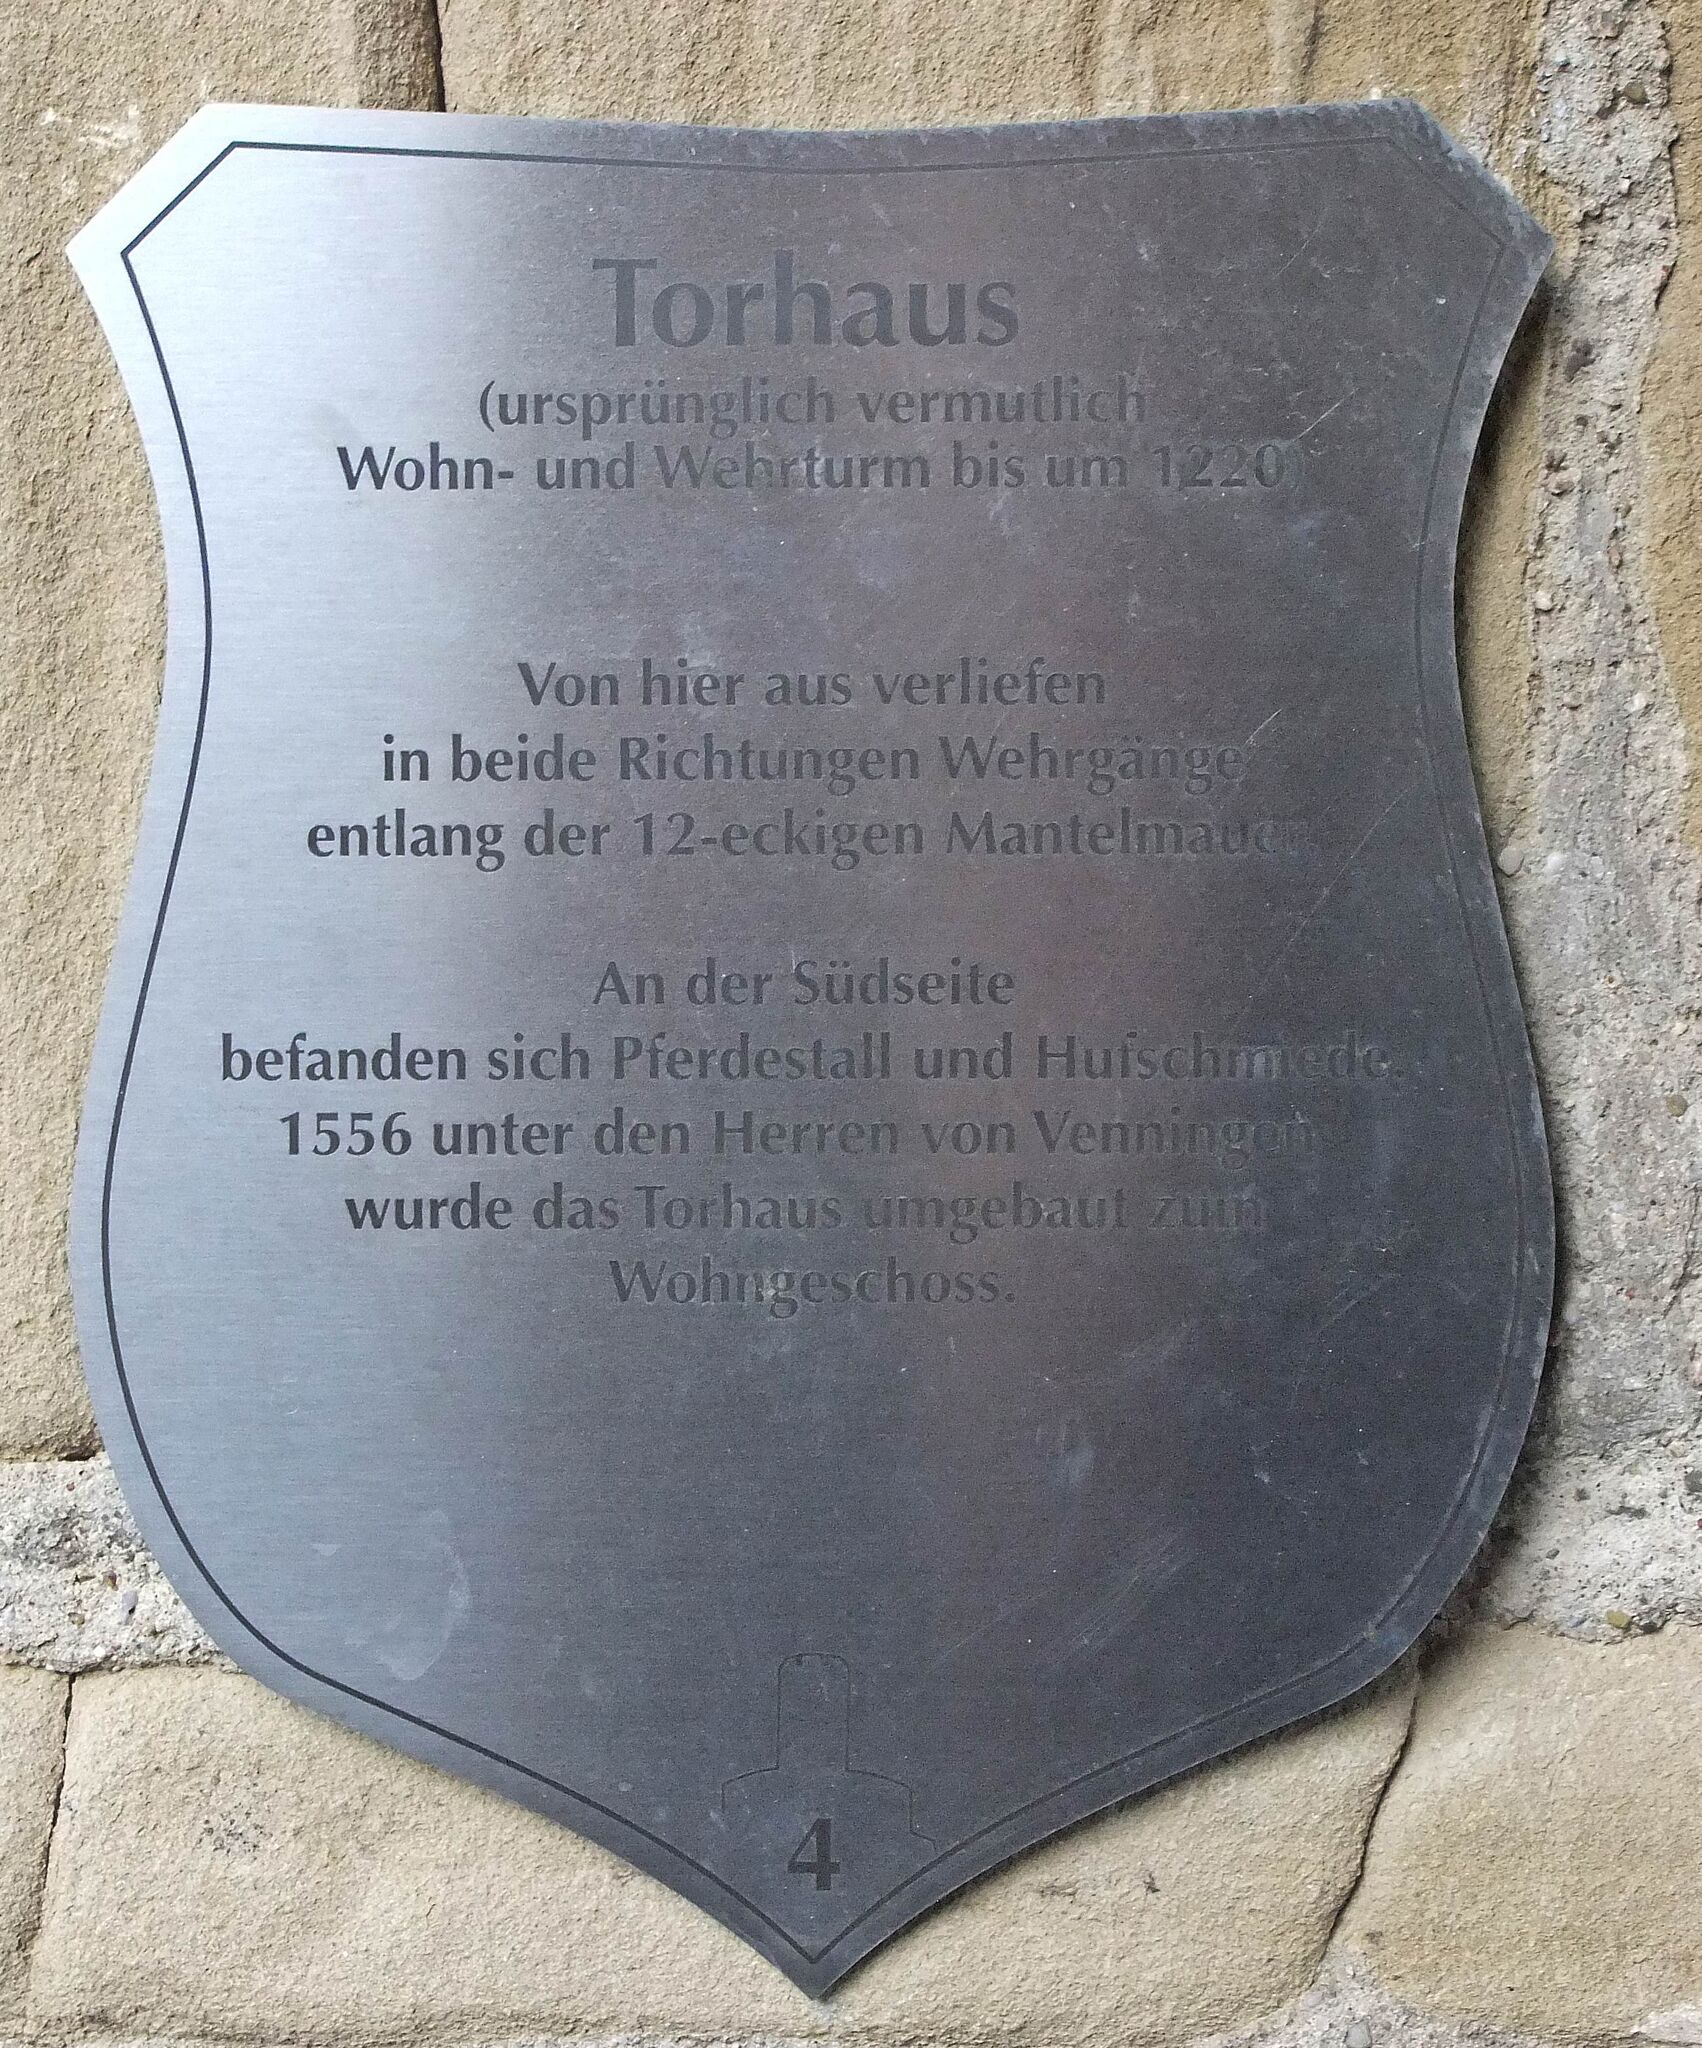 Torhaus
(ursprünglich vermutlich
Wohn- und Wehrturm bis um 1220)
Von hier aus verliefen
in beide Richtungen Wehrgänge
entlang der 12-eckigen Mantelmauer.
An der Südseite
befanden sich Pferdestall und Hufschmiede.
1556 unter den Herren von Venningen
wurde das Torhaus umgebaut zum
Wohngeschoss.
4